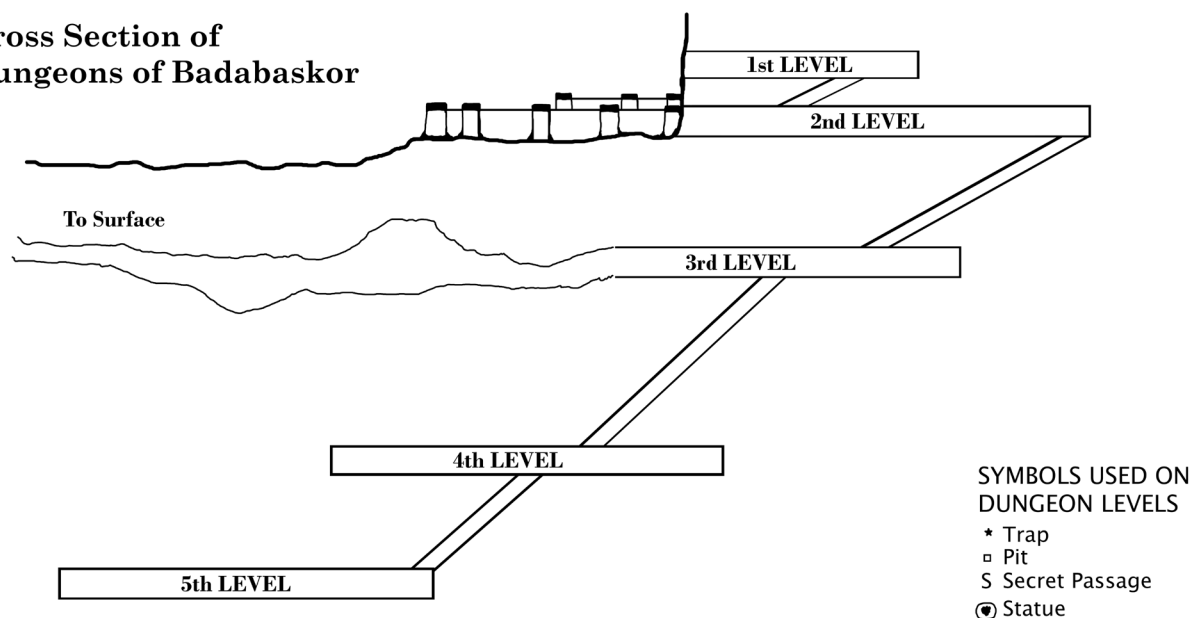 ross Section of
ungeons of Badabaskor
1st LEVEL
2nd LEVEL
To Surface
3rd LEVEL
4th LEVEL
5th LEVEL
SYMBOLS USED ON
DUNGEON LEVELS
Trap
Pit
S Secret Passage
Statue